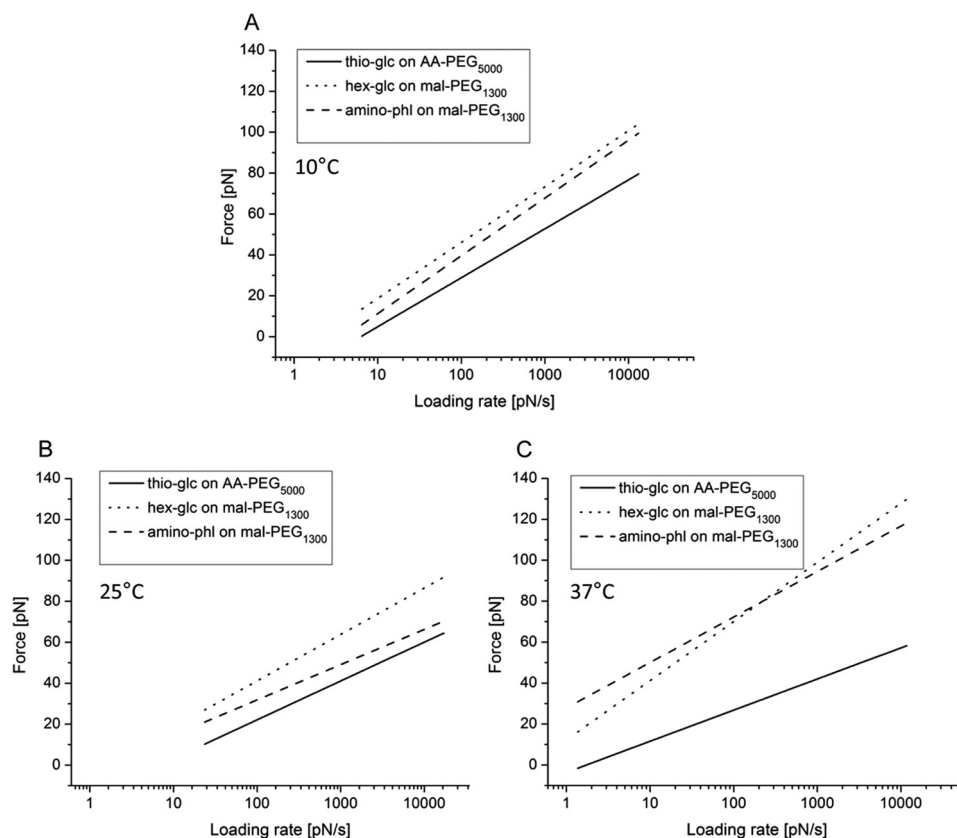 A
thio-glc on AA-PEG5000
hex-glc on mal-PEG1300
amino-phl on mal-PEG1300
10°C
Force [pN]
140
120
100
80
60
40
20
0
1 10 100 1000 10000
Loading rate [pN/s]
B
thio-glc on AA-PEG5000
hex-glc on mal-PEG1300
amino-phl on mal-PEG1300
25°C
Force [pN]
140
120
100
80
60
40
20
0
1 10 100 1000 10000
Loading rate [pN/s]
C
thio-glc on AA-PEG5000
hex-glc on mal-PEG1300
amino-phl on mal-PEG1300
37°C
Force [pN]
140
120
100
80
60
40
20
0
1 10 100 1000 10000
Loading rate [pN/s]